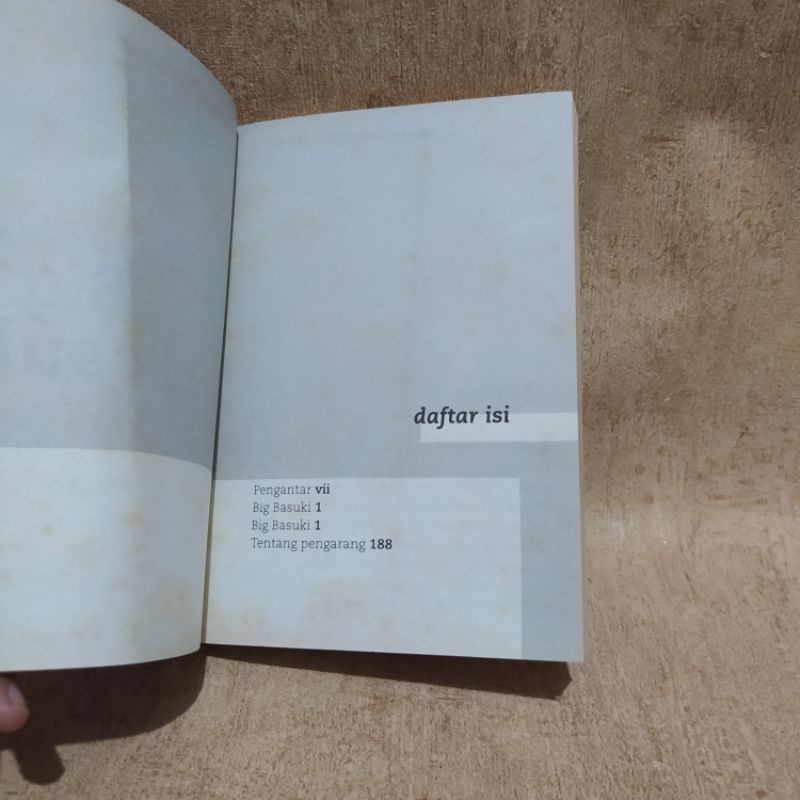 daftar isi
Pengantar vii
Big Basuki 1
Big Basuki 1
Tentang pengarang 188